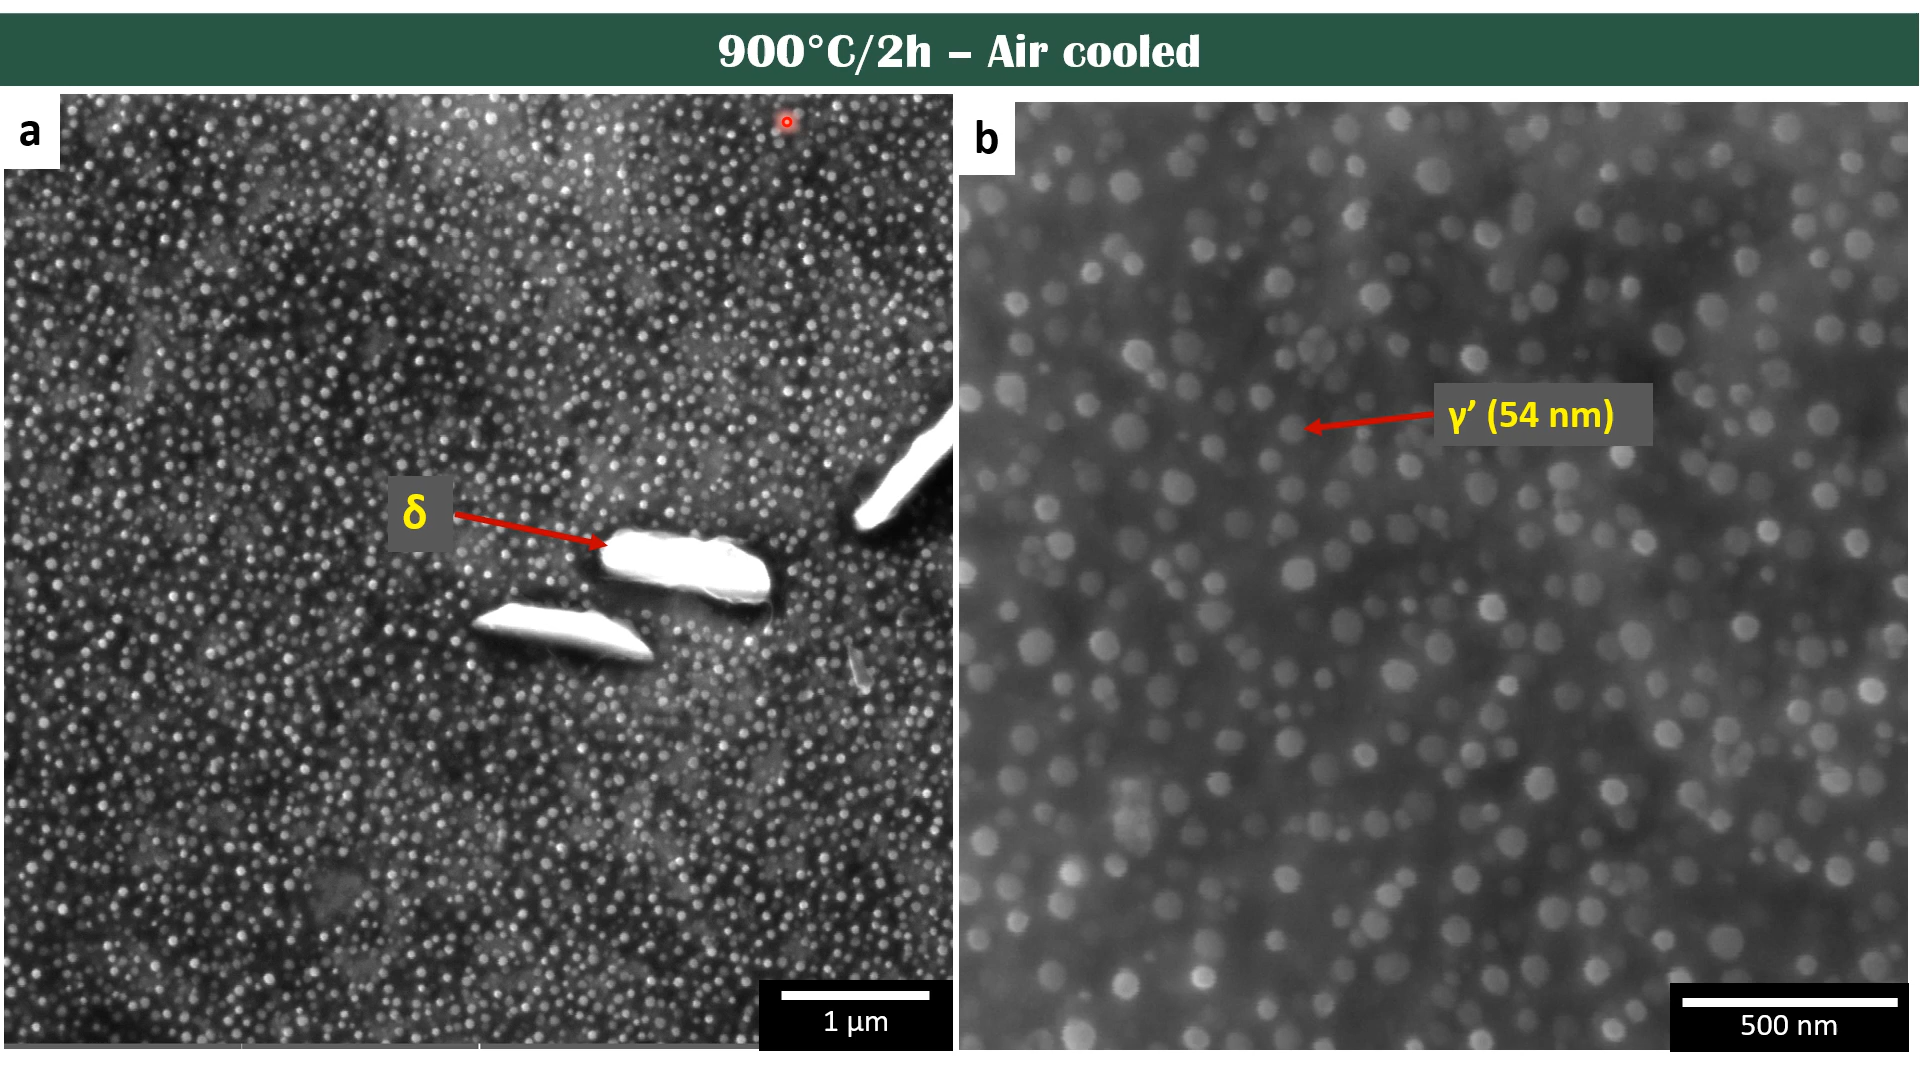 900°C/2h – Air cooled
a
b
γ’ (54 nm)
δ
1 µm
500 nm